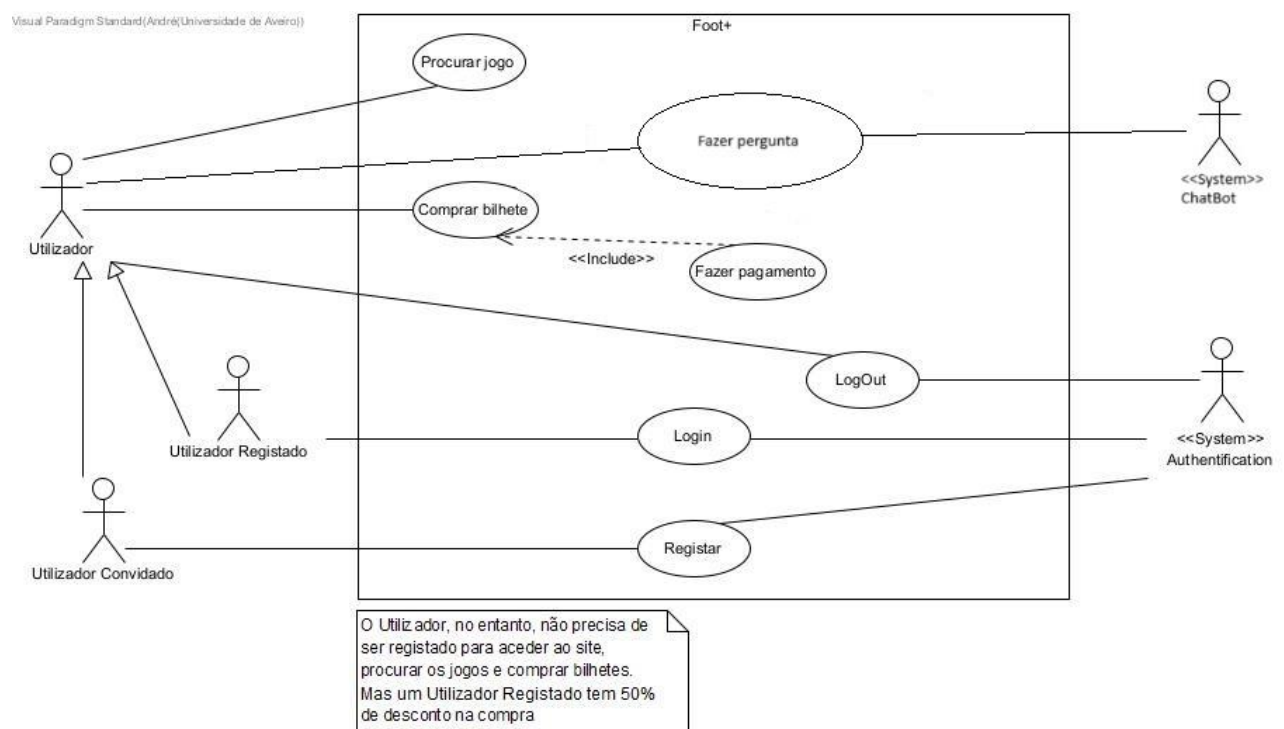 Visual Paradigm Standard(André(Universidade de Aveiro))
Foot+
Procurar jogo
Fazer pergunta
<<System>>
ChatBot
Comprar bilhete
Utilizador
<<Include>>
Fazer pagamento
LogOut
Utilizador Registado
Login
<<System>>
Authentification
Utilizador Convidado
Registar
O Utilizador, no entanto, não precisa de
ser registado para aceder ao site,
procurar os jogos e comprar bilhetes.
Mas um Utilizador Registado tem 50%
de desconto na compra